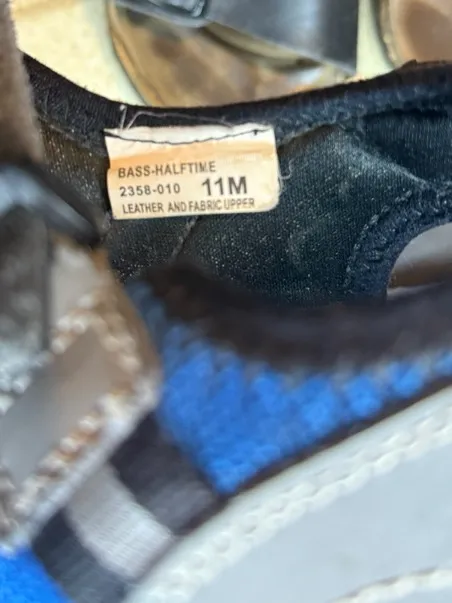 BASS-HALFTIME
2358-010 11M
LEATHER AND FABRIC UPPER